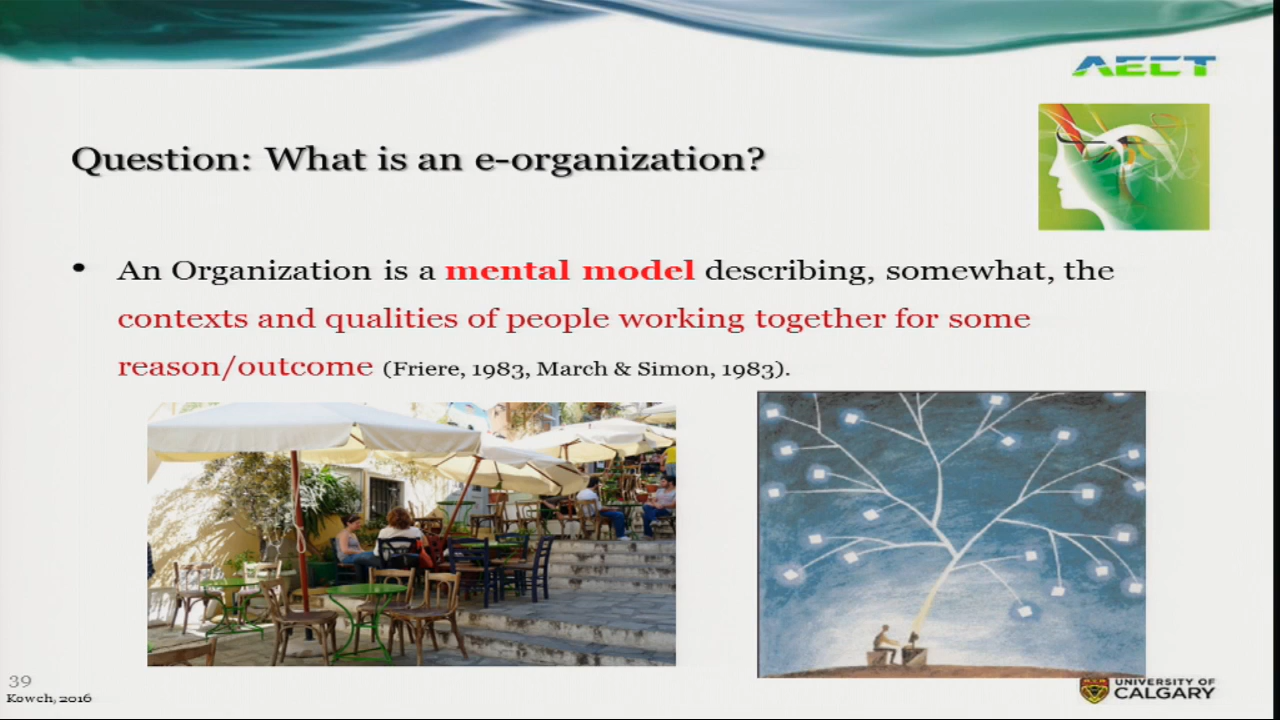 AECT
Question: What is an e-organization?
• An Organization is a mental model describing, somewhat, the
contexts and qualities of people working together for some
reason/outcome (Friere, 1983, March & Simon, 1983).
39
Kowch, 2016
UNIVERSITY OF
CALGARY